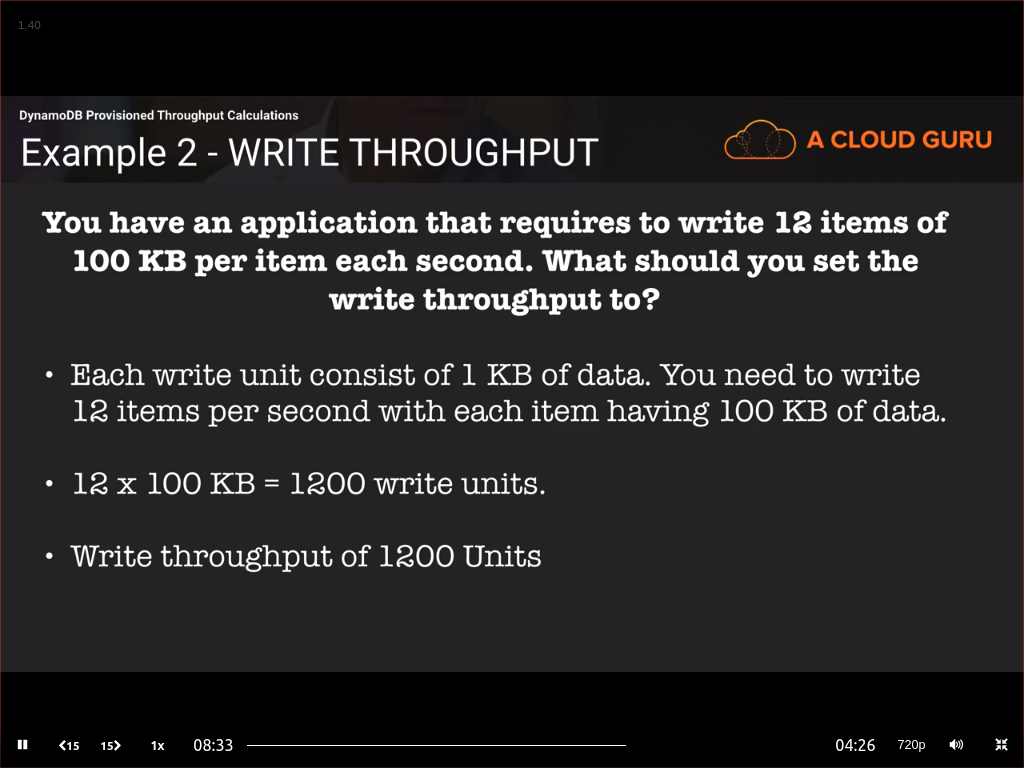 1.40
DynamoDB Provisioned Throughput Calculations
Example 2 - WRITE THROUGHPUT
A CLOUD GURU
You have an application that requires to write 12 items of
100 KB per item each second. What should you set the
write throughput to?
• Each write unit consist of 1 KB of data. You need to write
12 items per second with each item having 100 KB of data.
• 12 x 100 KB = 1200 write units.
• Write throughput of 1200 Units
15 15 1x 08:33 04:26 720p